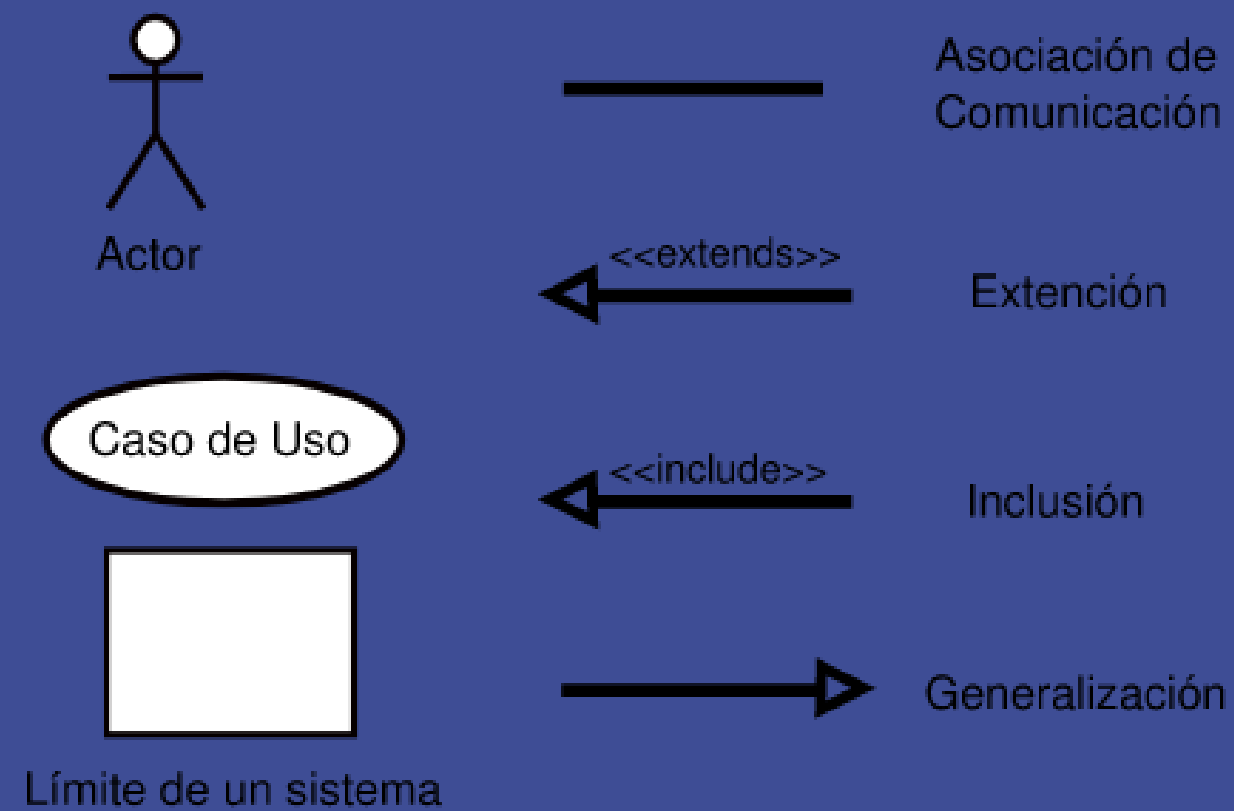 Actor
Asociación de
Comunicación
<<extends>>
Extención
Caso de Uso
<<include>>
Inclusión
Límite de un sistema
Generalización